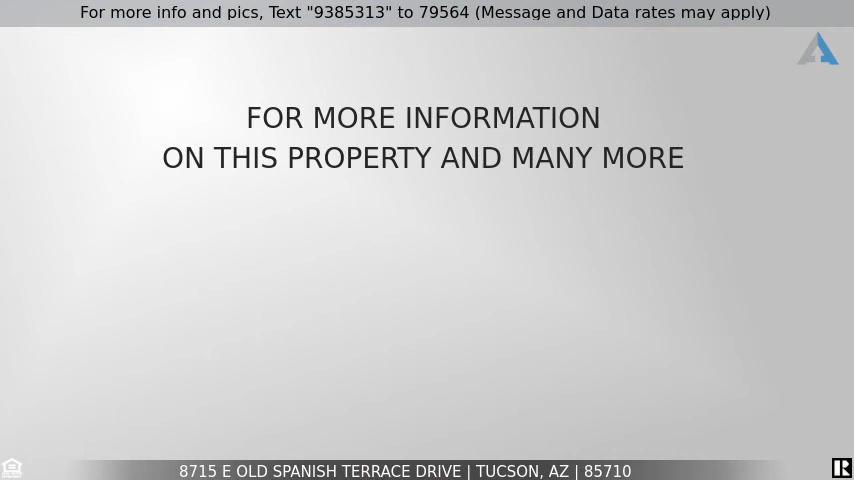 For more info and pics, Text "9385313" to 79564 (Message and Data rates may apply)
FOR MORE INFORMATION
ON THIS PROPERTY AND MANY MORE
8715 E OLD SPANISH TERRACE DRIVE | TUCSON, AZ | 85710